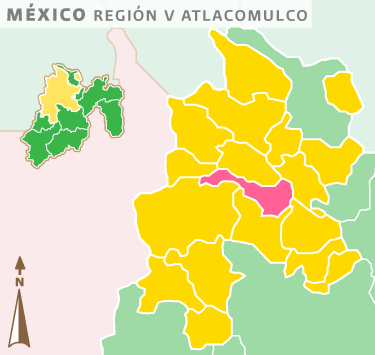 MÉXICO REGIÓN V ATLACOMULCO
N